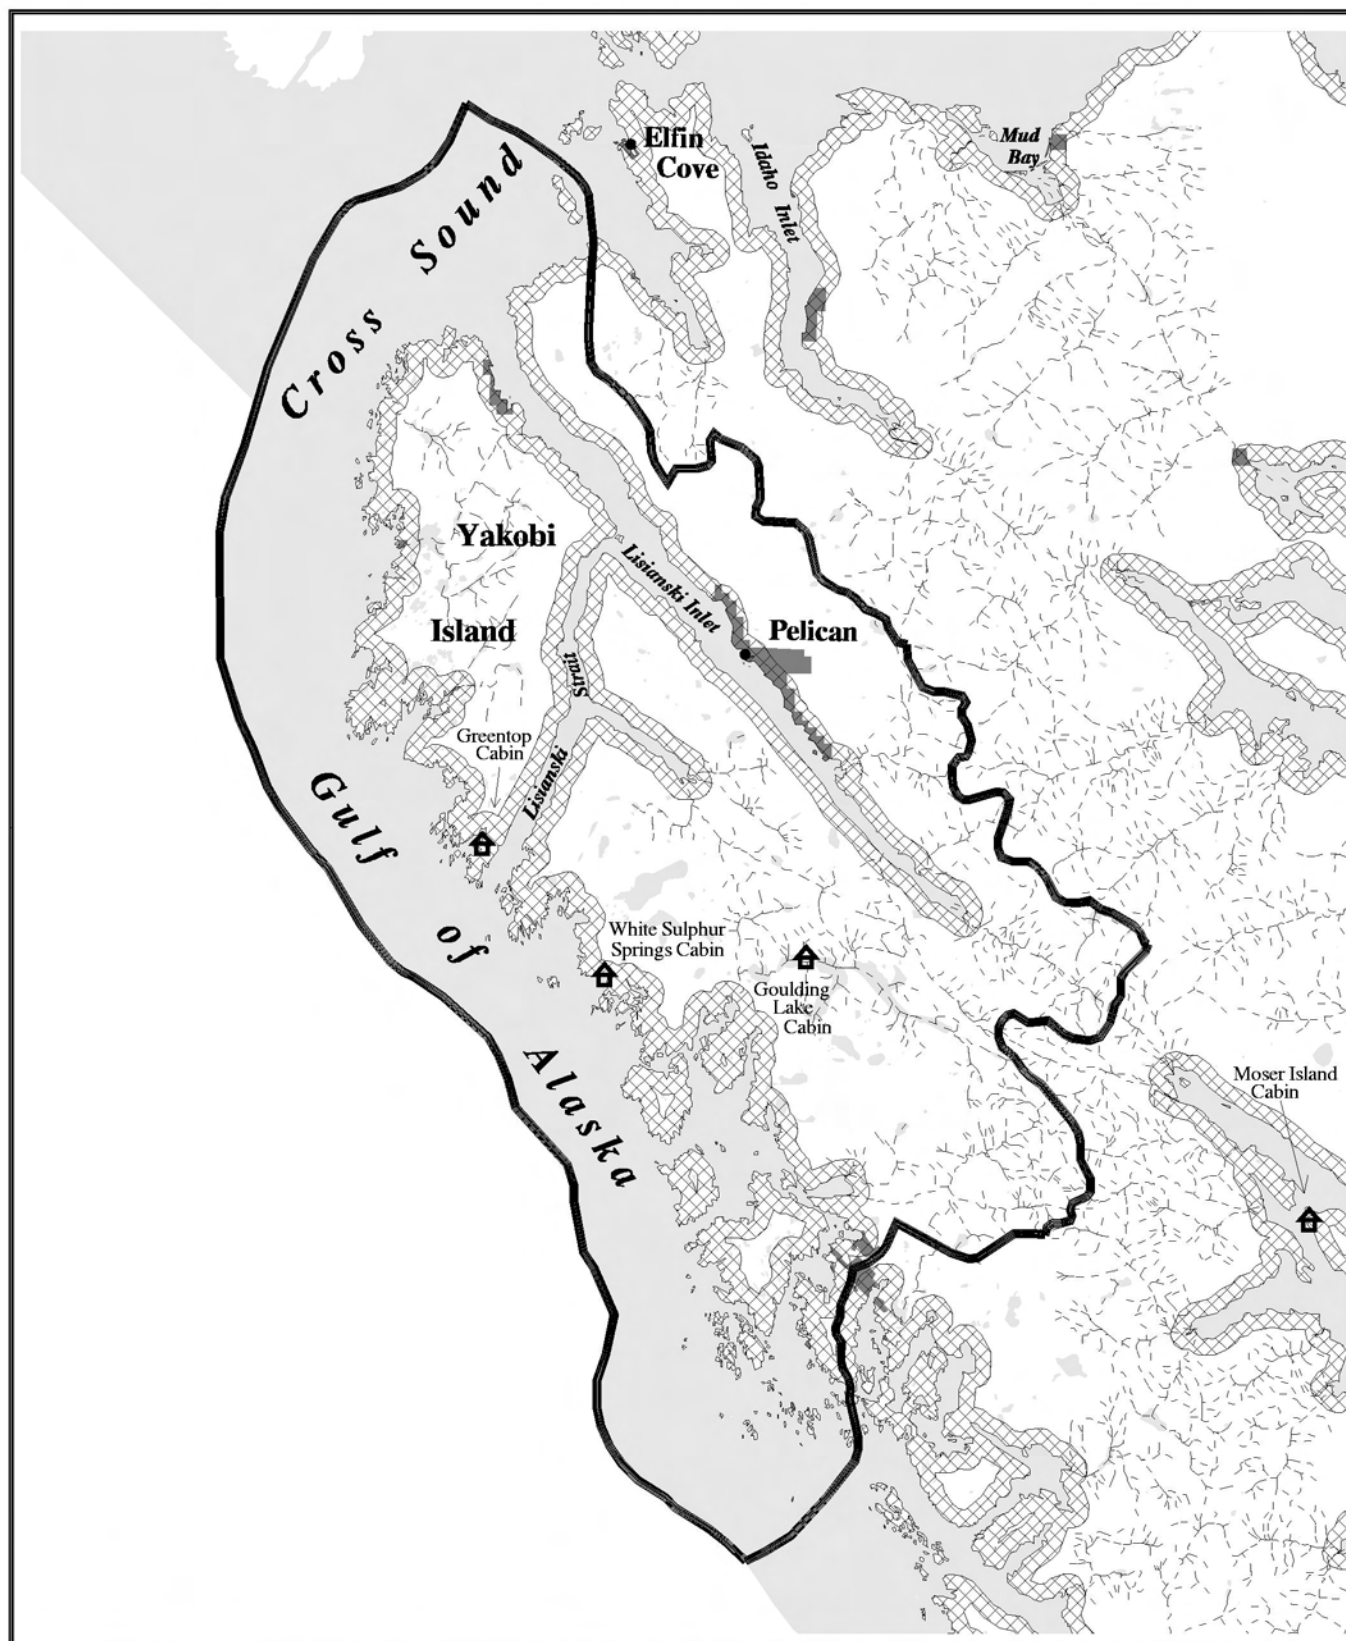 Elfin
Cove
Idaho Inlet
Mud
Bay
Cross Sound
Yakobi
Island
Lisianski Inlet
Pelican
Strait
Lisianski
Greentop
Cabin
Gulf of Alaska
White Sulphur
Springs Cabin
Goulding
Lake
Cabin
Moser Island
Cabin